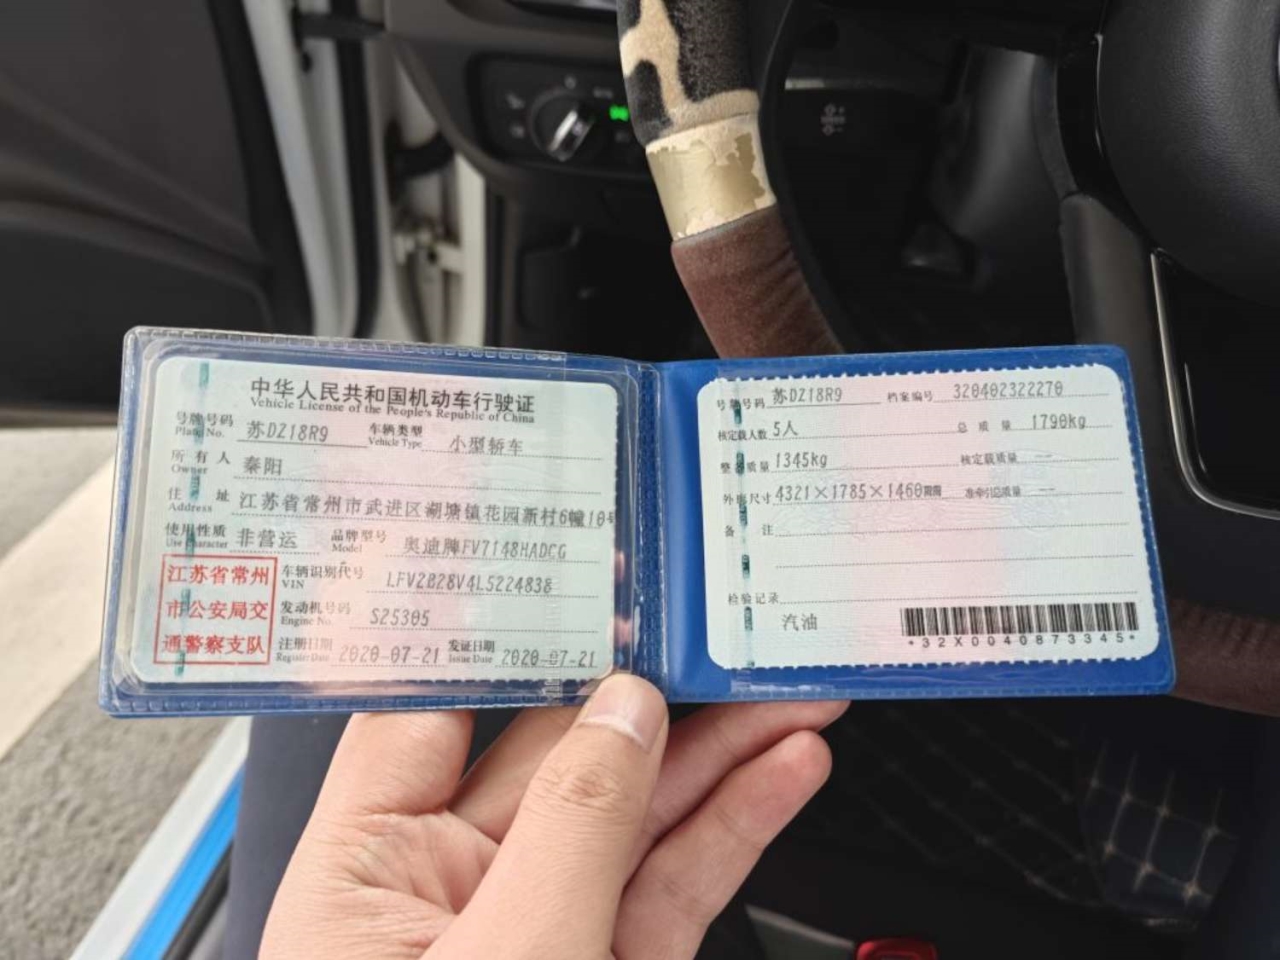 中华人民共和国机动车行驶证
Vehicle License of the People's Republic of China
号牌号码 苏DZ18R9 车辆类型 小型轿车
Plate No. Vehicle Type
所有人 秦阳
Owner
住址 江苏省常州市武进区湖塘镇花园新村6幢10号
Address
使用性质 非营运 品牌型号 奥迪牌FV7148HADCG
Use Character Model
江苏省常州
市公安局交
通警察支队
车辆识别代号 LFV2B28V4L5224838
VIN
发动机号码 S25305
Engine No.
注册日期 2020-07-21 发证日期 2020-07-21
Register Date Issue Date
号牌号码 苏DZ18R9 档案编号 320402322270
核定载人数 5人 总质量 1790kg
整备质量 1345kg 核定载质量 --
外廓尺寸 4321×1785×1460mm 准牵引总质量 --
备注
检验记录
汽油
*32X0040873345*